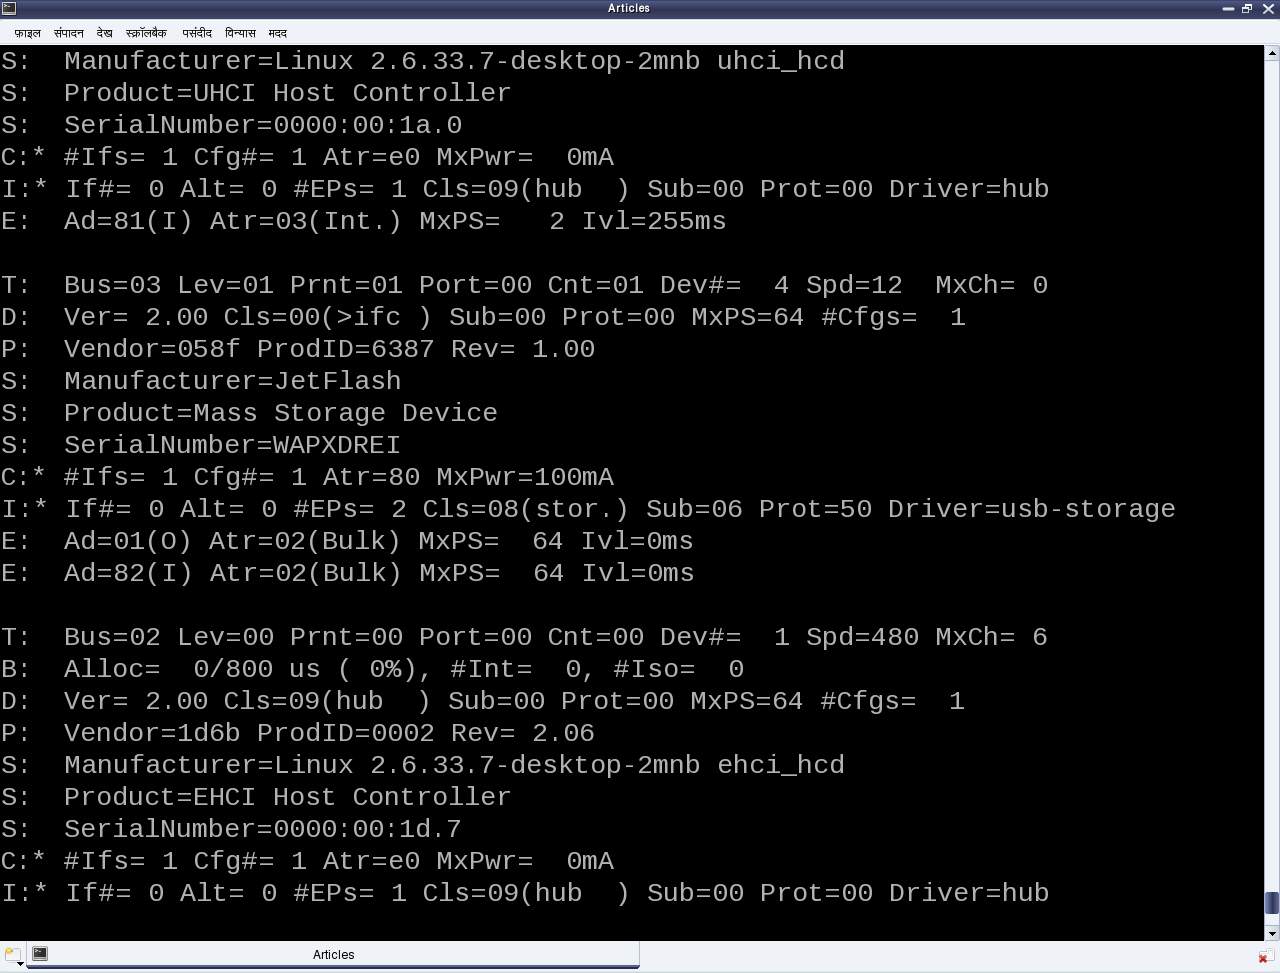 Articles
फ़ाइल संपादन देख स्क्रॉलबैक पसंदीद विन्यास मदद
S:  Manufacturer=Linux 2.6.33.7-desktop-2mnb uhci_hcd
S:  Product=UHCI Host Controller
S:  SerialNumber=0000:00:1a.0
C:* #Ifs= 1 Cfg#= 1 Atr=e0 MxPwr=  0mA
I:* If#= 0 Alt= 0 #EPs= 1 Cls=09(hub  ) Sub=00 Prot=00 Driver=hub
E:  Ad=81(I) Atr=03(Int.) MxPS=   2 Ivl=255ms
T:  Bus=03 Lev=01 Prnt=01 Port=00 Cnt=01 Dev#=  4 Spd=12  MxCh= 0
D:  Ver= 2.00 Cls=00(>ifc ) Sub=00 Prot=00 MxPS=64 #Cfgs=  1
P:  Vendor=058f ProdID=6387 Rev= 1.00
S:  Manufacturer=JetFlash
S:  Product=Mass Storage Device
S:  SerialNumber=WAPXDREI
C:* #Ifs= 1 Cfg#= 1 Atr=80 MxPwr=100mA
I:* If#= 0 Alt= 0 #EPs= 2 Cls=08(stor.) Sub=06 Prot=50 Driver=usb-storage
E:  Ad=01(O) Atr=02(Bulk) MxPS=  64 Ivl=0ms
E:  Ad=82(I) Atr=02(Bulk) MxPS=  64 Ivl=0ms
T:  Bus=02 Lev=00 Prnt=00 Port=00 Cnt=00 Dev#=  1 Spd=480 MxCh= 6
B:  Alloc=  0/800 us ( 0%), #Int=  0, #Iso=  0
D:  Ver= 2.00 Cls=09(hub  ) Sub=00 Prot=00 MxPS=64 #Cfgs=  1
P:  Vendor=1d6b ProdID=0002 Rev= 2.06
S:  Manufacturer=Linux 2.6.33.7-desktop-2mnb ehci_hcd
S:  Product=EHCI Host Controller
S:  SerialNumber=0000:00:1d.7
C:* #Ifs= 1 Cfg#= 1 Atr=e0 MxPwr=  0mA
I:* If#= 0 Alt= 0 #EPs= 1 Cls=09(hub  ) Sub=00 Prot=00 Driver=hub
Articles